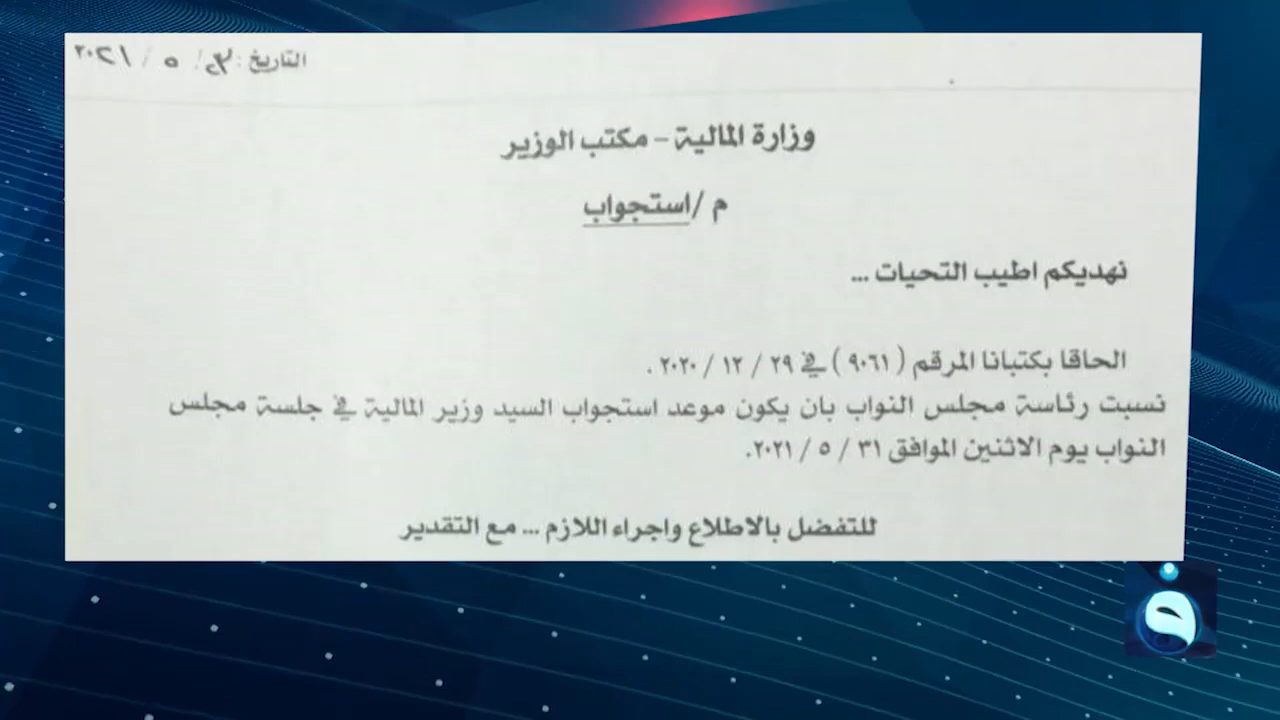 التاريخ : / ٥ / ٢٠٢١
وزارة المالية – مكتب الوزير
م / استجواب
نهديكم اطيب التحيات ...
الحاقا بكتبانا المرقم ( ٩٠٦١ ) في ٢٩ / ١٢ / ٢٠٢٠ .
نسبت رئاسة مجلس النواب بان يكون موعد استجواب السيد وزير المالية في جلسة مجلس
النواب يوم الاثنين الموافق ٣١ / ٥ / ٢٠٢١.
للتفضل بالاطلاع واجراء اللازم ... مع التقدير